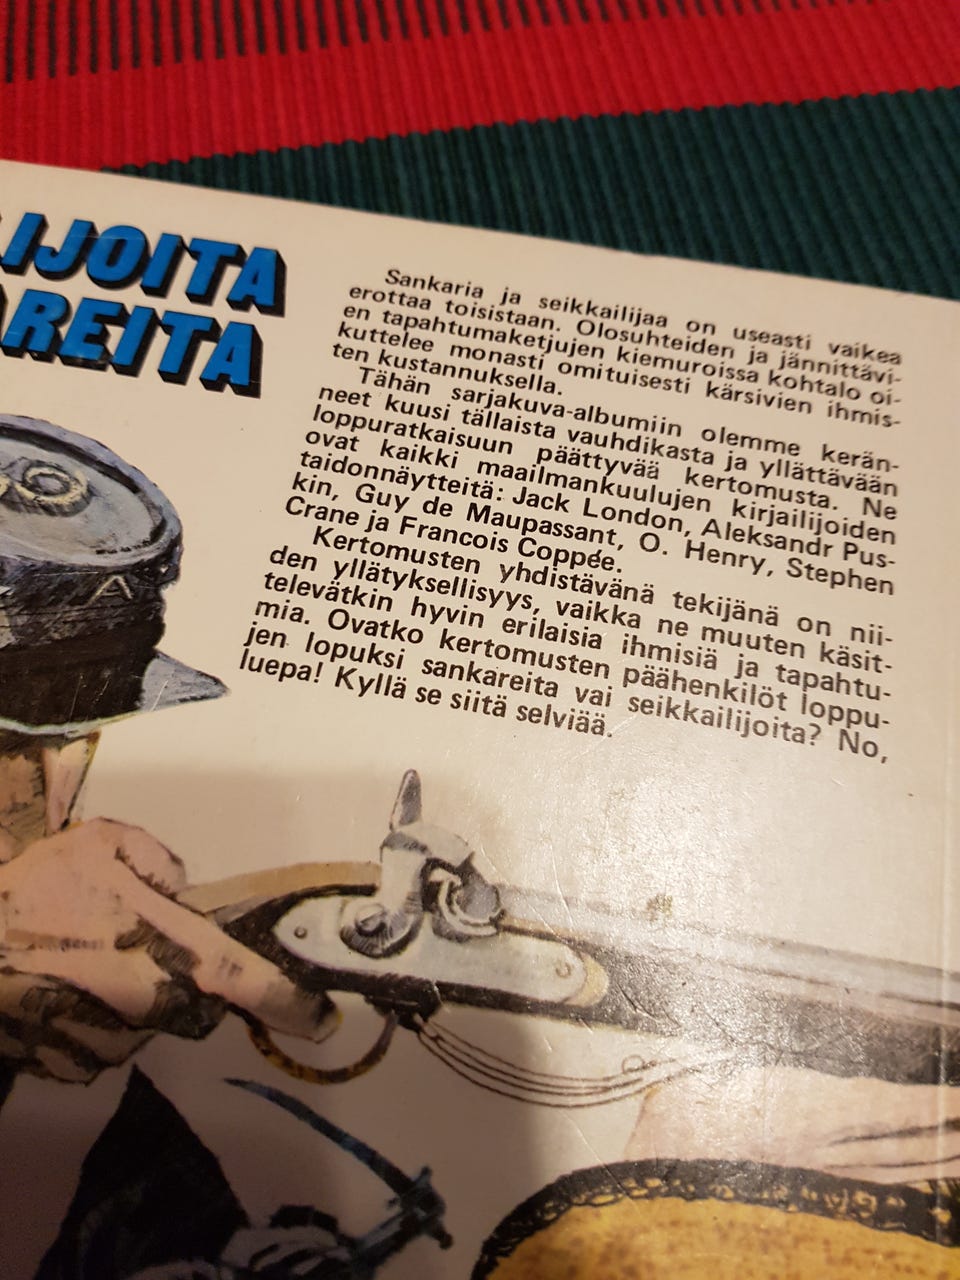 IJOITA
AREITA
Sankaria ja seikkailijaa on useasti vaikea
erottaa toisistaan. Olosuhteiden ja jännittävi-
en tapahtumaketjujen kiemuroissa kohtalo oi-
kuttelee monasti omituisesti kärsivien ihmis-
ten kustannuksella.
Tähän sarjakuva-albumiin olemme kerän-
neet kuusi tällaista vauhdikasta ja yllättävään
loppuratkaisuun päättyvää kertomusta. Ne
ovat kaikki maailmankuulujen kirjailijoiden
taidonnäytteitä: Jack London, Aleksandr Pus-
kin, Guy de Maupassant, O. Henry, Stephen
Crane ja Francois Coppée.
Kertomusten yhdistävänä tekijänä on nii-
den yllätyksellisyys, vaikka ne muuten käsit-
televätkin hyvin erilaisia ihmisiä ja tapahtu-
mia. Ovatko kertomusten päähenkilöt loppu-
jen lopuksi sankareita vai seikkailijoita? No,
luepa! Kyllä se siitä selviää.